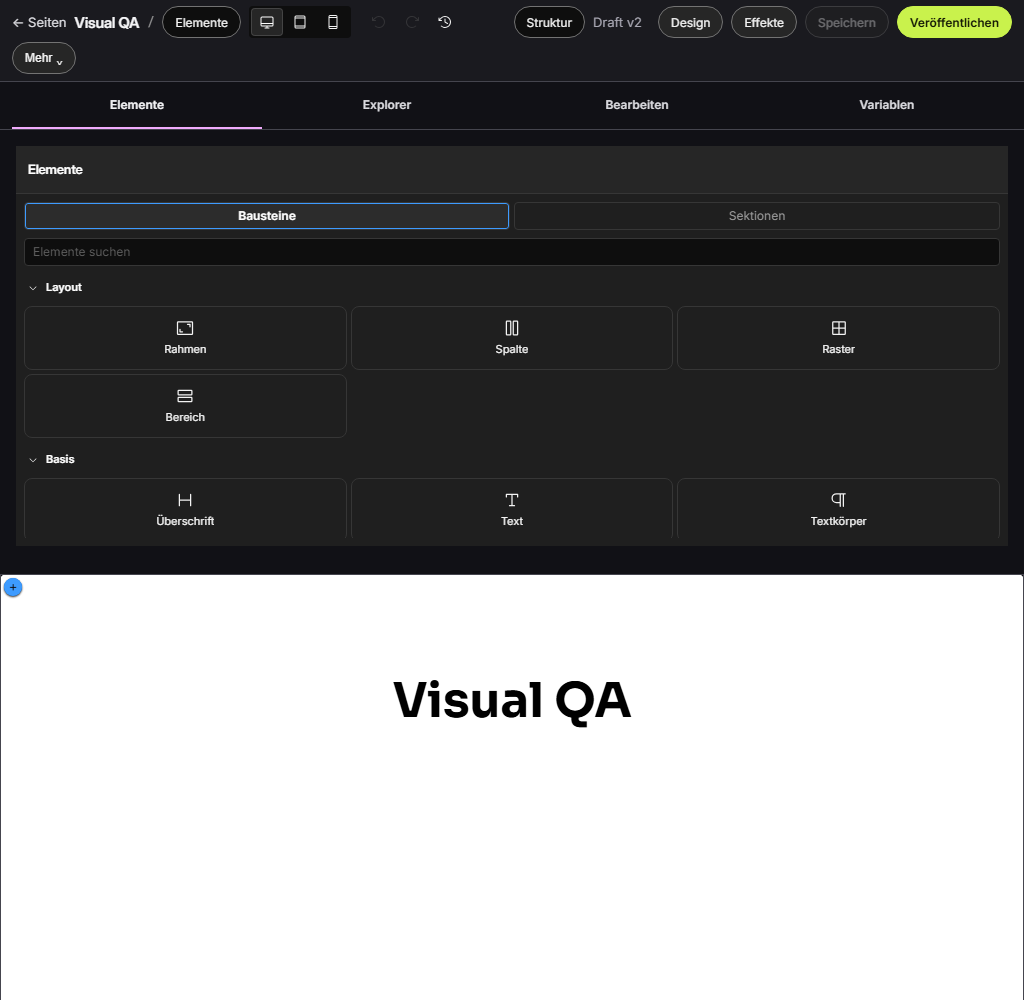 ← Seiten Visual QA / Elemente Struktur Draft v2 Design Effekte Speichern Veröffentlichen
Mehr
Elemente Explorer Bearbeiten Variablen
Elemente
Bausteine Sektionen
Elemente suchen
Layout
Rahmen Spalte Raster
Bereich
Basis
Überschrift Text Textkörper
+
Visual QA